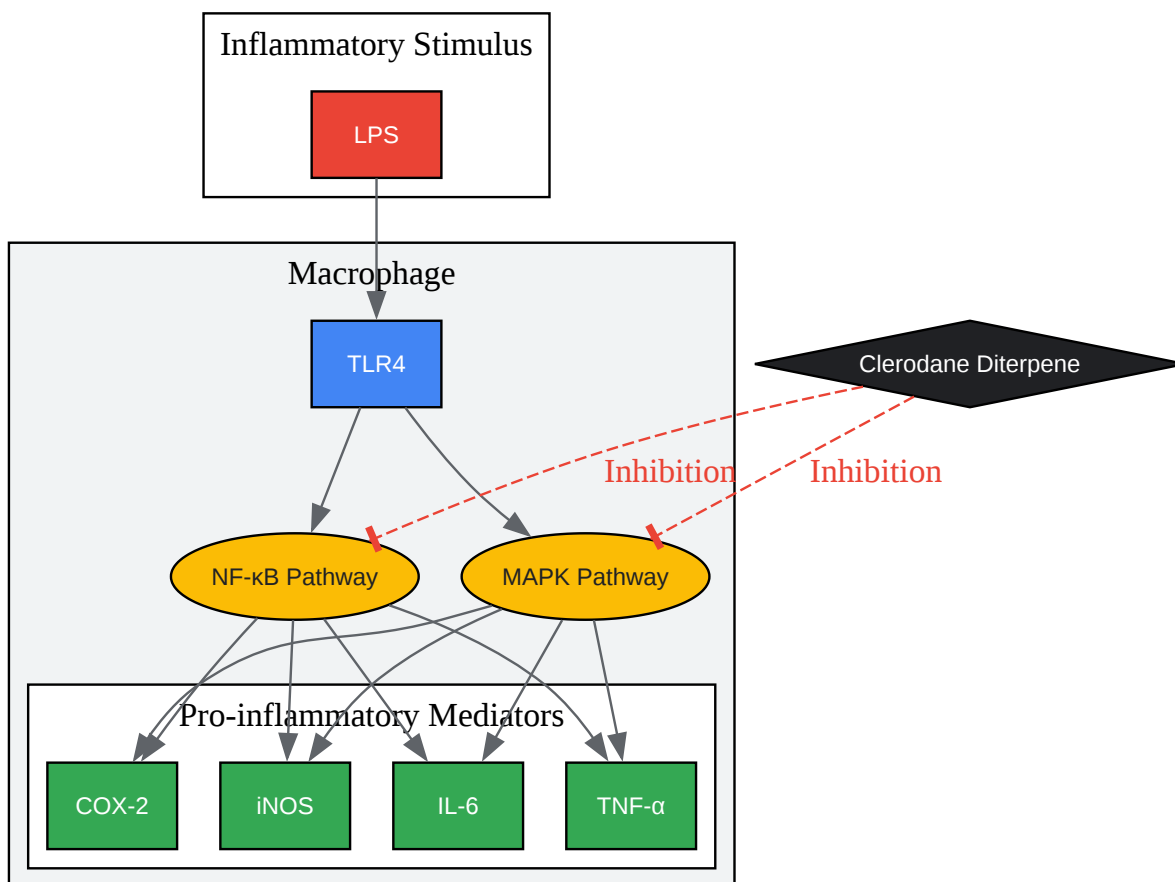 Inflammatory Stimulus
LPS
Macrophage
TLR4
Clerodane Diterpene
Inhibition
Inhibition
NF-κB Pathway
MAPK Pathway
Pro-inflammatory Mediators
COX-2
iNOS
IL-6
TNF-α